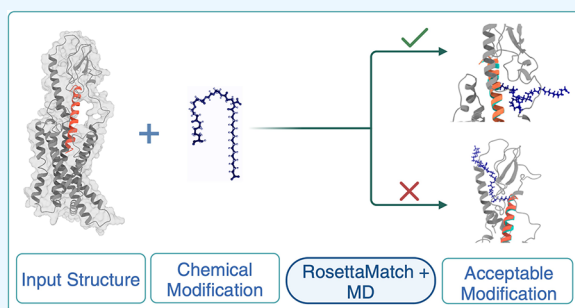 Input Structure
Chemical
Modification
RosettaMatch +
MD
Acceptable
Modification